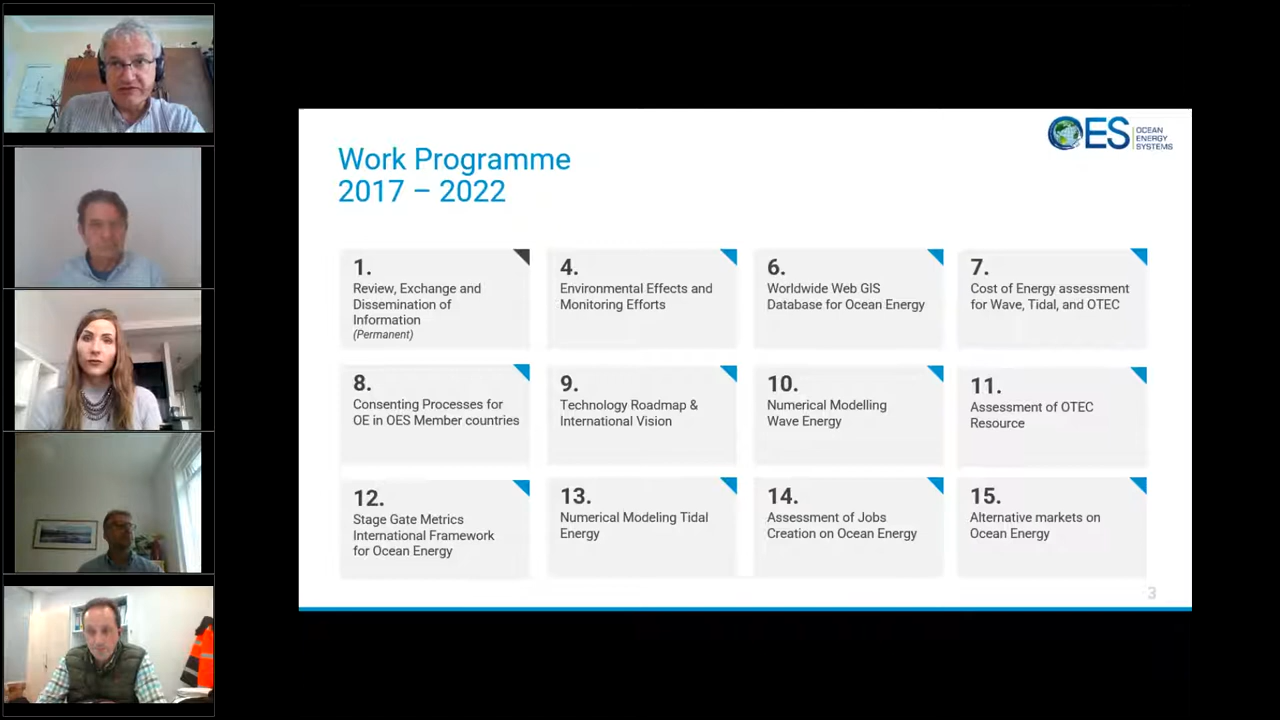 OES OCEAN
ENERGY
SYSTEMS
Work Programme
2017 – 2022
1.
Review, Exchange and
Dissemination of
Information
(Permanent)
4.
Environmental Effects and
Monitoring Efforts
6.
Worldwide Web GIS
Database for Ocean Energy
7.
Cost of Energy assessment
for Wave, Tidal, and OTEC
8.
Consenting Processes for
OE in OES Member countries
9.
Technology Roadmap &
International Vision
10.
Numerical Modelling
Wave Energy
11.
Assessment of OTEC
Resource
12.
Stage Gate Metrics
International Framework
for Ocean Energy
13.
Numerical Modeling Tidal
Energy
14.
Assessment of Jobs
Creation on Ocean Energy
15.
Alternative markets on
Ocean Energy
3